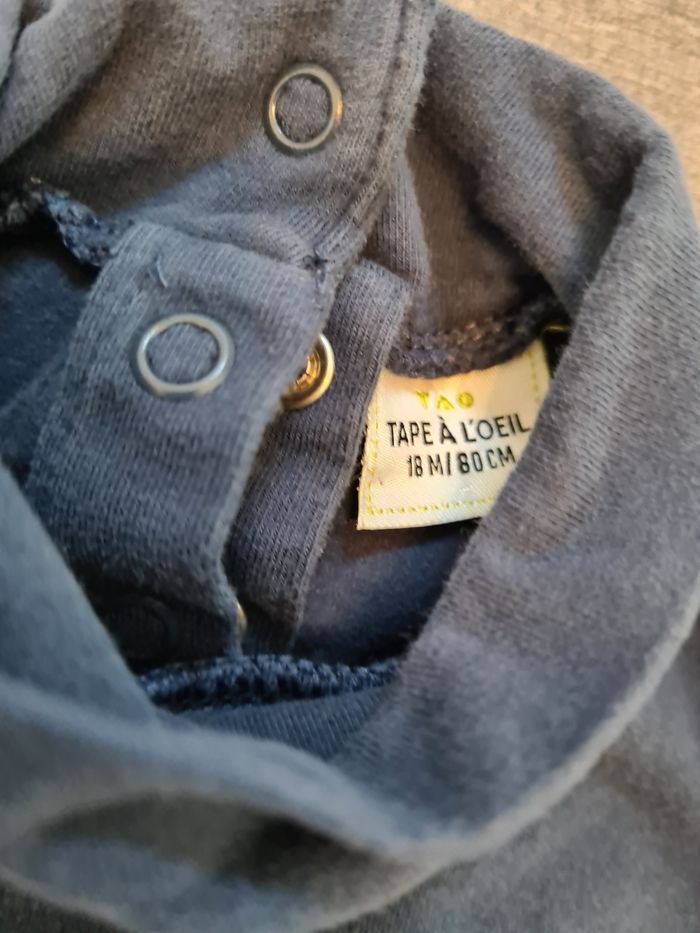 TAO
TAPE À L'OEIL
18 M/ 80 CM